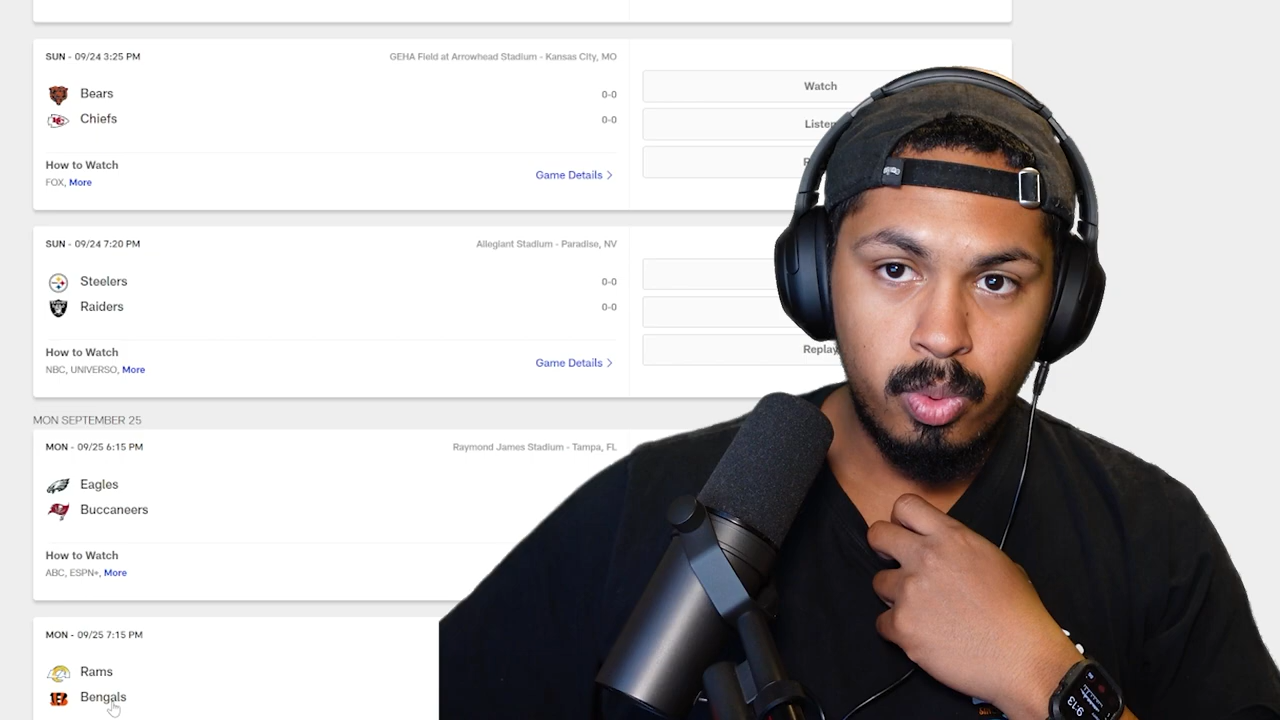 SUN - 09/24 3:25 PM
GEHA Field at Arrowhead Stadium - Kansas City, MO
Bears 0-0
Chiefs 0-0
How to Watch
FOX, More
Game Details >
Watch
Listen
SUN - 09/24 7:20 PM
Allegiant Stadium - Paradise, NV
Steelers 0-0
Raiders 0-0
How to Watch
NBC, UNIVERSO, More
Game Details >
Replay
MON SEPTEMBER 25
MON - 09/25 6:15 PM
Raymond James Stadium - Tampa, FL
Eagles
Buccaneers
How to Watch
ABC, ESPN+, More
MON - 09/25 7:15 PM
Rams
Bengals
9:13